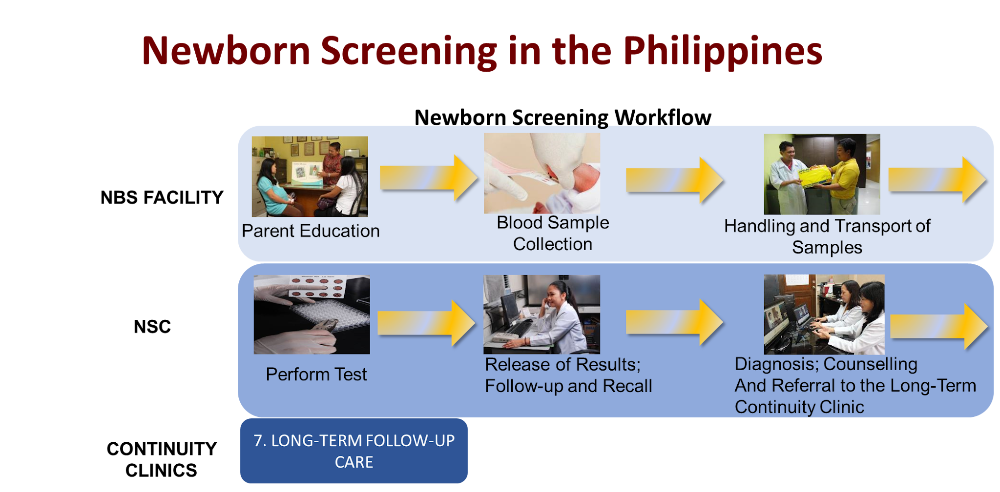 Newborn Screening in the Philippines
Newborn Screening Workflow
NBS FACILITY
Parent Education
Blood Sample
Collection
Handling and Transport of
Samples
NSC
Perform Test
Release of Results;
Follow-up and Recall
Diagnosis; Counselling
And Referral to the Long-Term
Continuity Clinic
CONTINUITY
CLINICS
7. LONG-TERM FOLLOW-UP
CARE